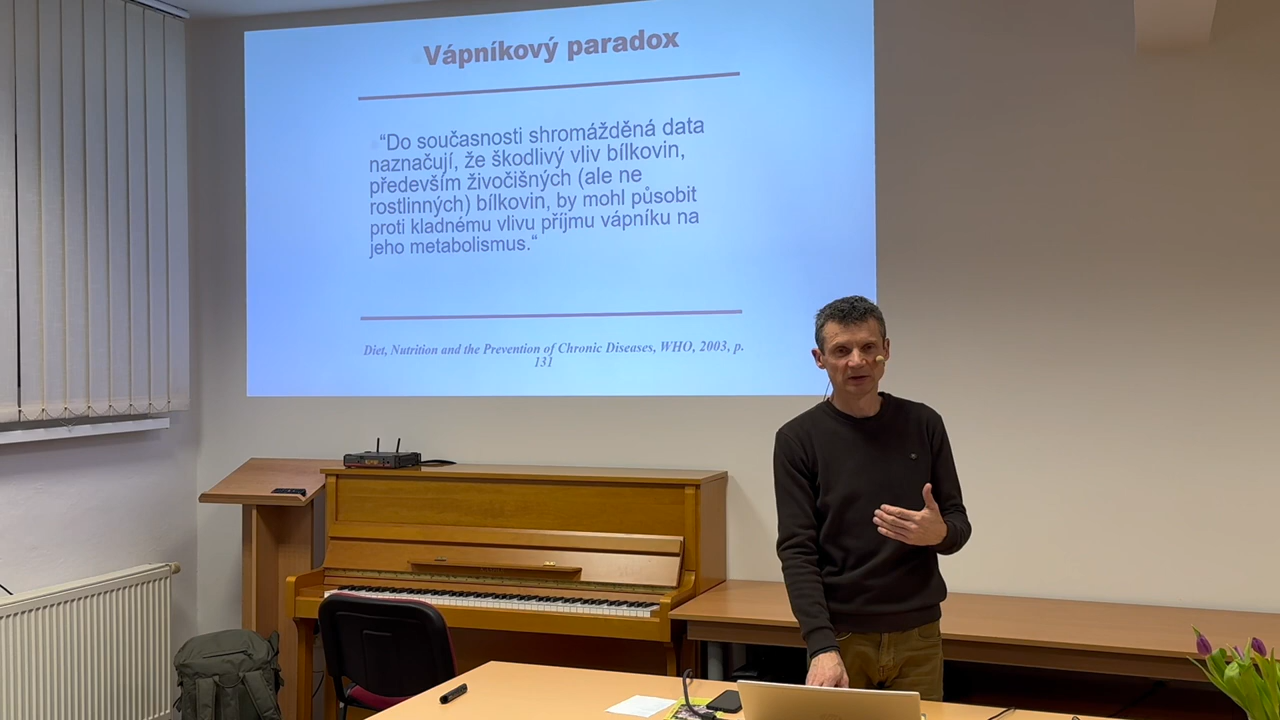 Vápníkový paradox
“Do současnosti shromážděná data
naznačují, že škodlivý vliv bílkovin,
především živočišných (ale ne
rostlinných) bílkovin, by mohl působit
proti kladnému vlivu příjmu vápníku na
jeho metabolismus.“
Diet, Nutrition and the Prevention of Chronic Diseases, WHO, 2003, p.
131